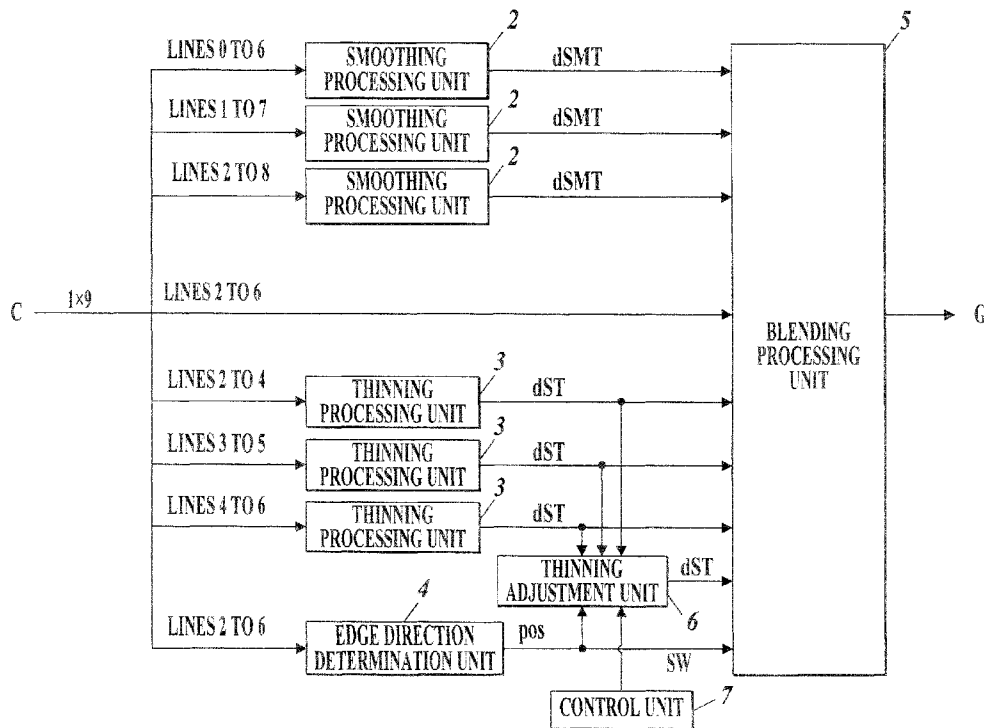 2 5
LINES 0 TO 6 SMOOTHING PROCESSING UNIT dSMT
2
LINES 1 TO 7 SMOOTHING PROCESSING UNIT dSMT
2
LINES 2 TO 8 SMOOTHING PROCESSING UNIT dSMT
C 1×9 LINES 2 TO 6 G
BLENDING
PROCESSING
UNIT
3
LINES 2 TO 4 THINNING PROCESSING UNIT dST
3
LINES 3 TO 5 THINNING PROCESSING UNIT dST
3
LINES 4 TO 6 THINNING PROCESSING UNIT dST
THINNING ADJUSTMENT UNIT dST
6
4
LINES 2 TO 6 EDGE DIRECTION DETERMINATION UNIT pos
SW
CONTROL UNIT 7